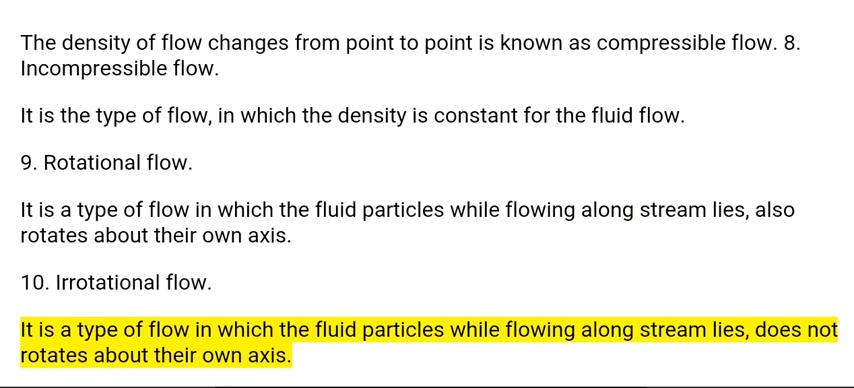 The density of flow changes from point to point is known as compressible flow. 8.
Incompressible flow.
It is the type of flow, in which the density is constant for the fluid flow.
9. Rotational flow.
It is a type of flow in which the fluid particles while flowing along stream lies, also
rotates about their own axis.
10. Irrotational flow.
It is a type of flow in which the fluid particles while flowing along stream lies, does not
rotates about their own axis.